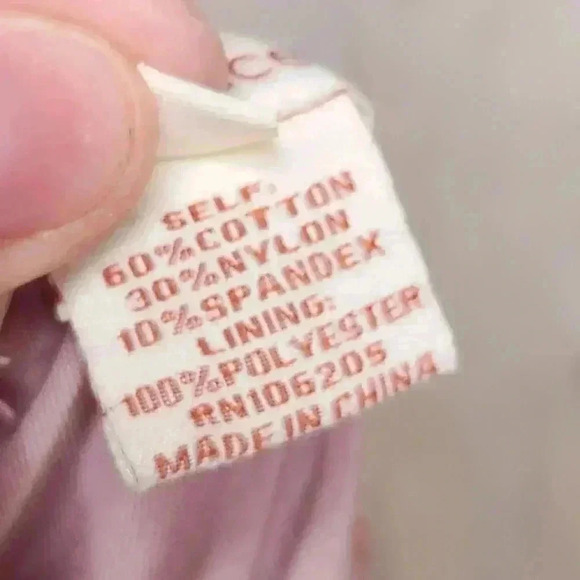 SELF:
60%COTTON
30%NYLON
10%SPANDEX
LINING:
100%POLYESTER
RN106205
MADE IN CHINA